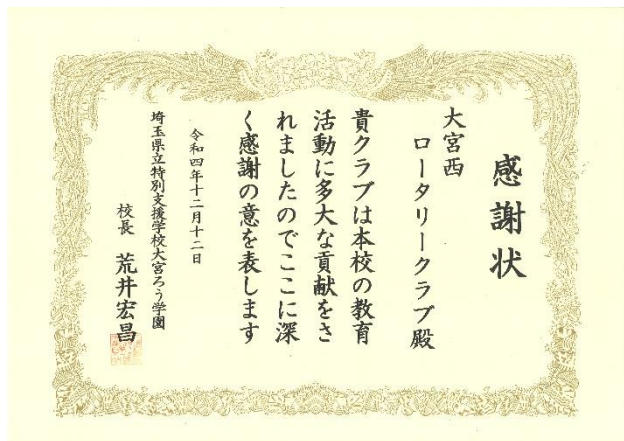 感謝状
大宮西
ロータリークラブ殿
貴クラブは本校の教育
活動に多大な貢献をさ
れましたのでここに深
く感謝の意を表します
令和四年十二月十二日
埼玉県立特別支援学校大宮ろう学園
校長 荒井宏昌